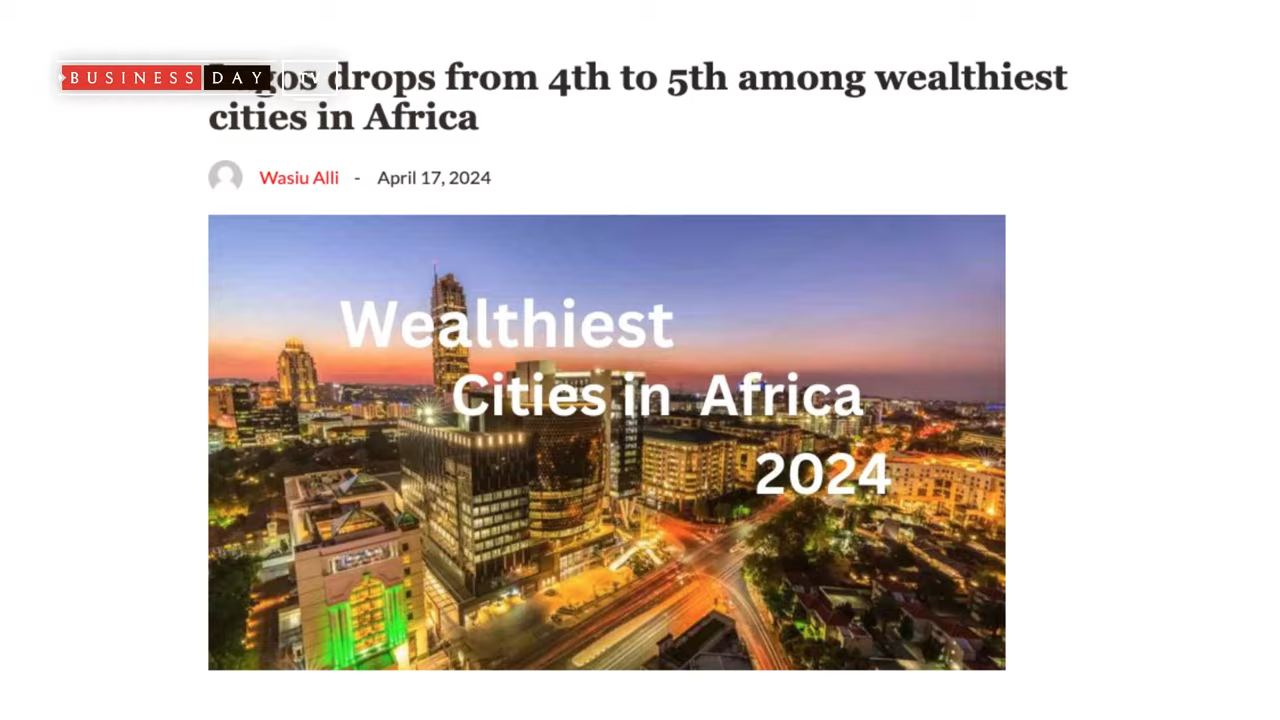 BUSINESS DAY TV
drops from 4th to 5th among wealthiest
cities in Africa
Wasiu Alli - April 17, 2024
Wealthiest
Cities in Africa
2024